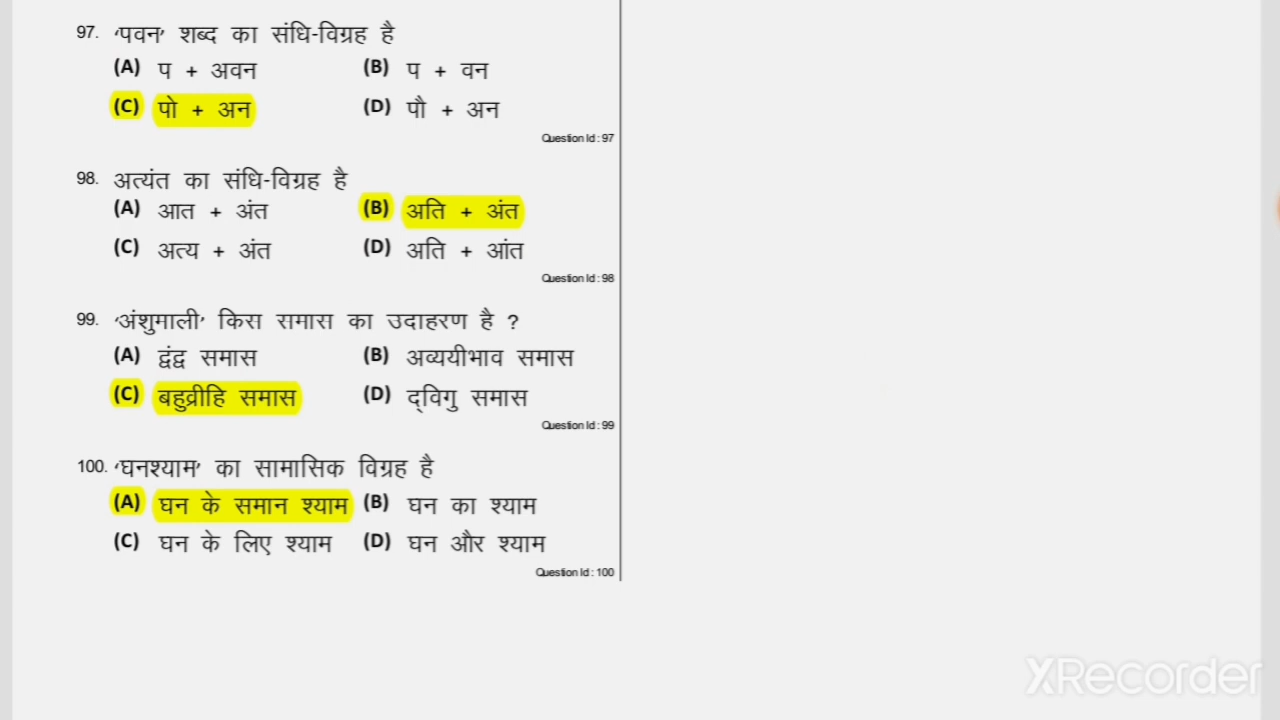 97. 'पवन' शब्द का संधि-विग्रह है
(A) प + अवन (B) प + वन
(C) पो + अन (D) पौ + अन
Question Id : 97
98. अत्यंत का संधि-विग्रह है
(A) आत + अंत (B) अति + अंत
(C) अत्य + अंत (D) अति + आंत
Question Id : 98
99. 'अंशुमाली' किस समास का उदाहरण है ?
(A) द्वंद्व समास (B) अव्ययीभाव समास
(C) बहुव्रीहि समास (D) द्‌विगु समास
Question Id : 99
100. 'घनश्याम' का सामासिक विग्रह है
(A) घन के समान श्याम (B) घन का श्याम
(C) घन के लिए श्याम (D) घन और श्याम
Question Id : 100
XRecorder